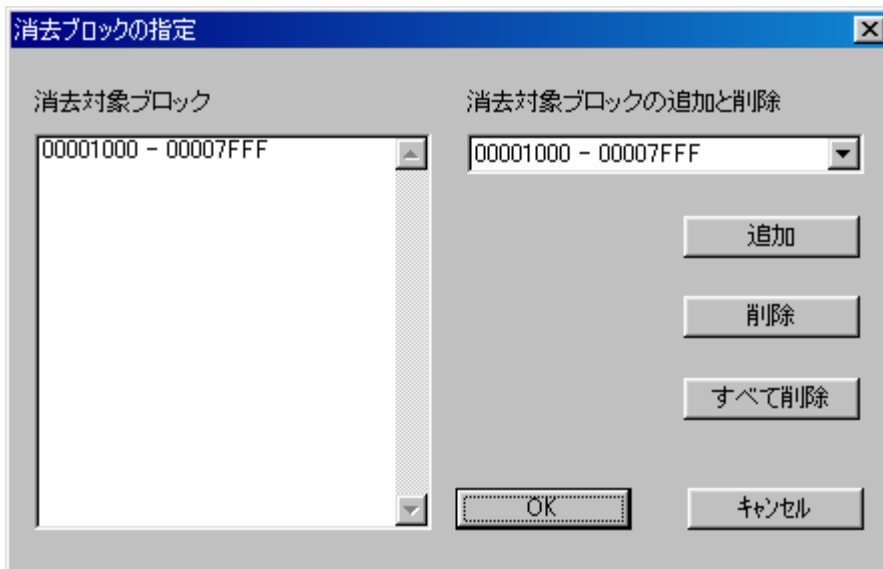 消去ブロックの指定
消去対象ブロック
00001000 - 00007FFF
消去対象ブロックの追加と削除
00001000 - 00007FFF
追加
削除
すべて削除
OK
キャンセル